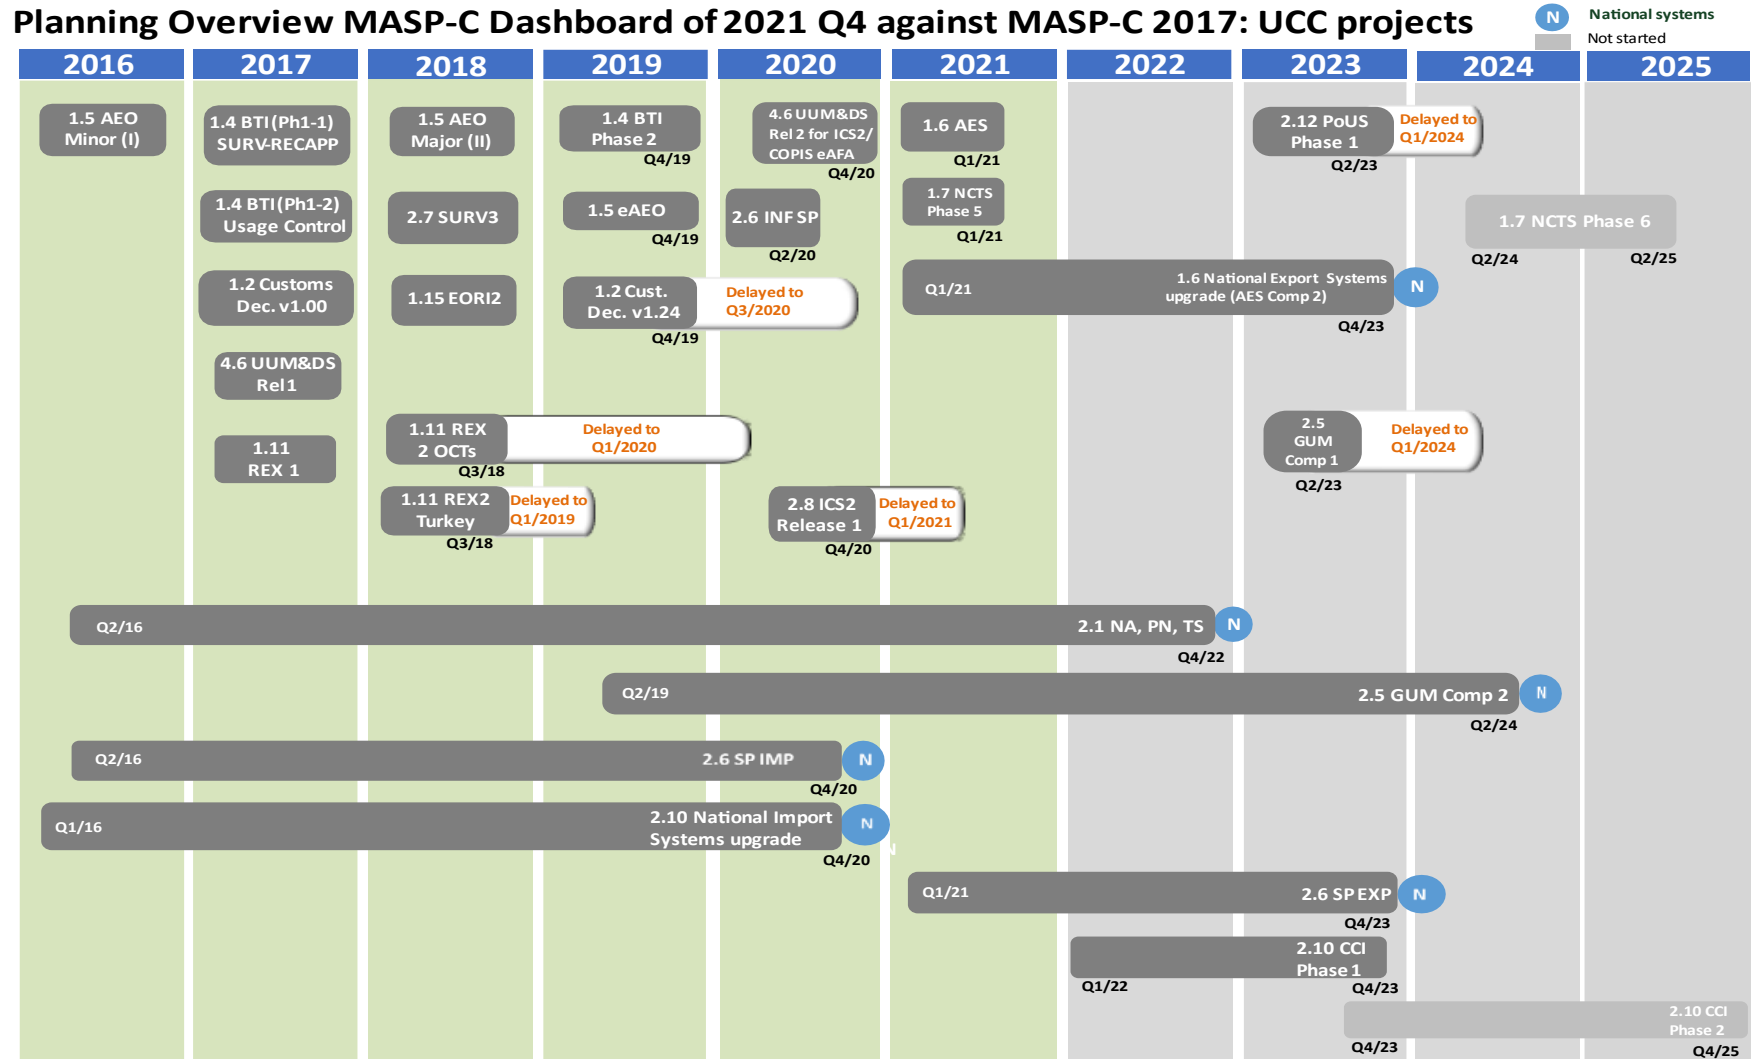 Planning Overview MASP-C Dashboard of 2021 Q4 against MASP-C 2017: UCC projects
N National systems
Not started
2016 2017 2018 2019 2020 2021 2022 2023 2024 2025
1.5 AEO
Minor (I)
1.4 BTI (Ph1-1)
SURV-RECAPP
1.5 AEO
Major (II)
1.4 BTI
Phase 2
Q4/19
4.6 UUM&DS
Rel 2 for ICS2/
COPIS eAFA
Q4/20
1.6 AES
Q1/21
2.12 PoUS
Phase 1
Q2/23
Delayed to
Q1/2024
1.4 BTI (Ph1-2)
Usage Control
2.7 SURV3
1.5 eAEO
Q4/19
2.6 INF SP
Q2/20
1.7 NCTS
Phase 5
Q1/21
1.7 NCTS Phase 6
Q2/24
Q2/25
1.2 Customs
Dec. v1.00
1.15 EORI2
1.2 Cust.
Dec. v1.24
Q4/19
Delayed to
Q3/2020
Q1/21
1.6 National Export Systems
upgrade (AES Comp 2)
N
Q4/23
4.6 UUM&DS
Rel1
1.11
REX 1
1.11 REX
2 OCTs
Q3/18
Delayed to
Q1/2020
2.5
GUM
Comp 1
Q2/23
Delayed to
Q1/2024
1.11 REX2
Turkey
Q3/18
Delayed to
Q1/2019
2.8 ICS2
Release 1
Q4/20
Delayed to
Q1/2021
Q2/16
2.1 NA, PN, TS
N
Q4/22
Q2/19
2.5 GUM Comp 2
N
Q2/24
Q2/16
2.6 SP IMP
N
Q4/20
Q1/16
2.10 National Import
Systems upgrade
N
Q4/20
N
Q1/21
2.6 SP EXP
N
Q4/23
2.10 CCI
Phase 1
Q1/22
Q4/23
2.10 CCI
Phase 2
Q4/23
Q4/25